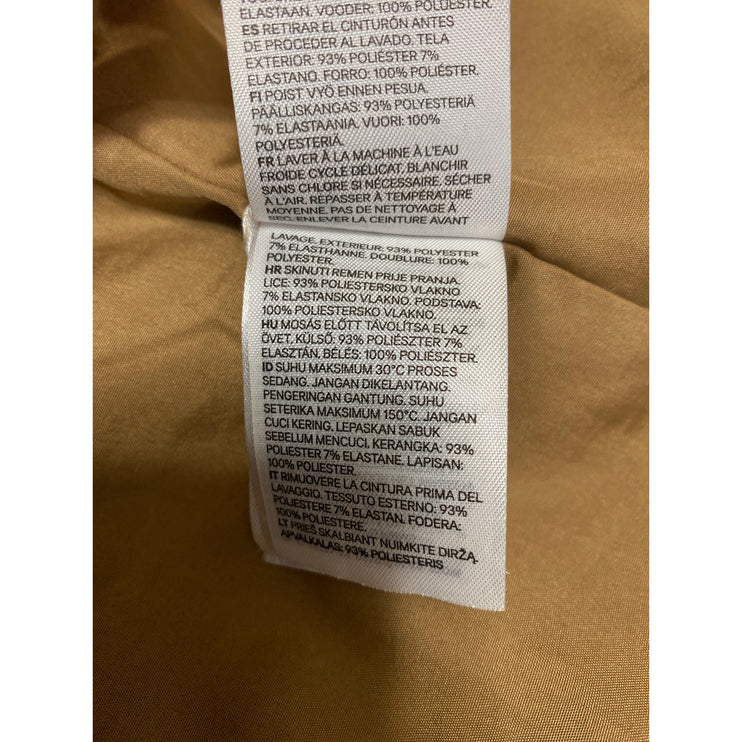 ELASTAAN. VOODER: 100% POLÜESTER.
ES RETIRAR EL CINTURÓN ANTES
DE PROCEDER AL LAVADO. TELA
EXTERIOR: 93% POLIÉSTER 7%
ELASTANO. FORRO: 100% POLIÉSTER.
FI POIST VYÖ ENNEN PESUA.
PÄÄLLISKANGAS: 93% POLYESTERIÄ
7% ELASTAANIA. VUORI: 100%
POLYESTERIÄ.
FR LAVER À LA MACHINE À L'EAU
FROIDE CYCLE DÉLICAT. BLANCHIR
SANS CHLORE SI NÉCESSAIRE. SÉCHER
À L'AIR. REPASSER À TEMPÉRATURE
MOYENNE. PAS DE NETTOYAGE À
SEC. ENLEVER LA CEINTURE AVANT
LAVAGE. EXTERIEUR: 93% POLYESTER
7% ELASTHANNE. DOUBLURE: 100%
POLYESTER.
HR SKINUTI REMEN PRIJE PRANJA.
LICE: 93% POLIESTERSKO VLAKNO
7% ELASTANSKO VLAKNO. PODSTAVA:
100% POLIESTERSKO VLAKNO.
HU MOSÁS ELŐTT TÁVOLÍTSA EL AZ
ÖVET. KÜLSŐ: 93% POLIÉSZTER 7%
ELASZTÁN. BÉLÉS: 100% POLIÉSZTER.
ID SUHU MAKSIMUM 30°C PROSES
SEDANG. JANGAN DIKELANTANG.
PENGERINGAN GANTUNG. SUHU
SETERIKA MAKSIMUM 150°C. JANGAN
CUCI KERING. LEPASKAN SABUK
SEBELUM MENCUCI. KERANGKA: 93%
POLIESTER 7% ELASTANE. LAPISAN:
100% POLIESTER.
IT RIMUOVERE LA CINTURA PRIMA DEL
LAVAGGIO. TESSUTO ESTERNO: 93%
POLIESTERE 7% ELASTAN. FODERA:
100% POLIESTERE.
LT PRIEŠ SKALBIANT NUIMKITE DIRŽĄ.
APVALKALAS: 93% POLIESTERIS